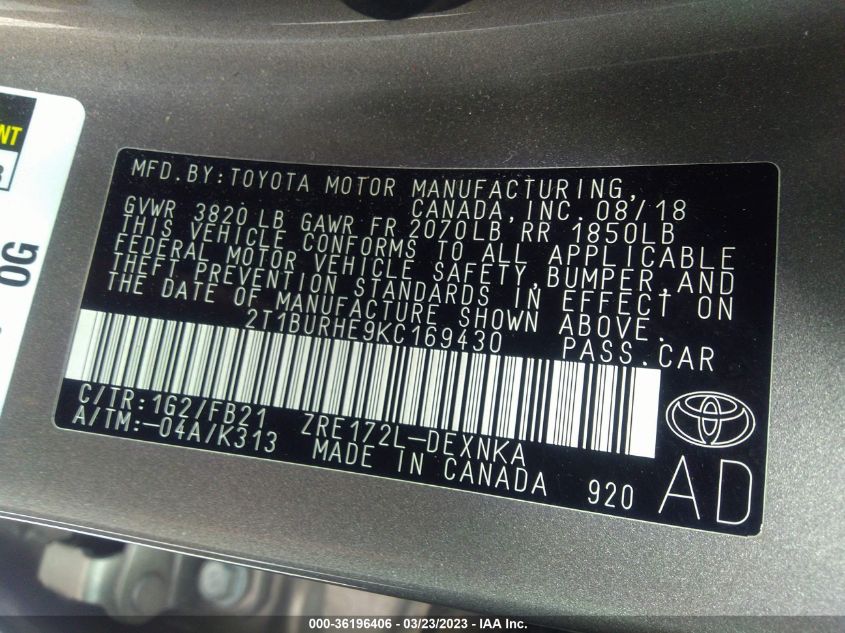 MFD.BY:TOYOTA MOTOR MANUFACTURING,
CANADA,INC. 08/18
GVWR 3820 LB GAWR FR 2070LB RR 1850LB
THIS VEHICLE CONFORMS TO ALL APPLICABLE
FEDERAL MOTOR VEHICLE SAFETY,BUMPER,AND
THEFT PREVENTION STANDARDS IN EFFECT ON
THE DATE OF MANUFACTURE SHOWN ABOVE.
2T1BURHE9KC169430 PASS.CAR
C/TR:1G2/FB21 ZRE172L-DEXNKA
A/TM:-04A/K313 MADE IN CANADA
920 AD
NT
OG
000-36196406 — 03/23/2023 — IAA Inc.